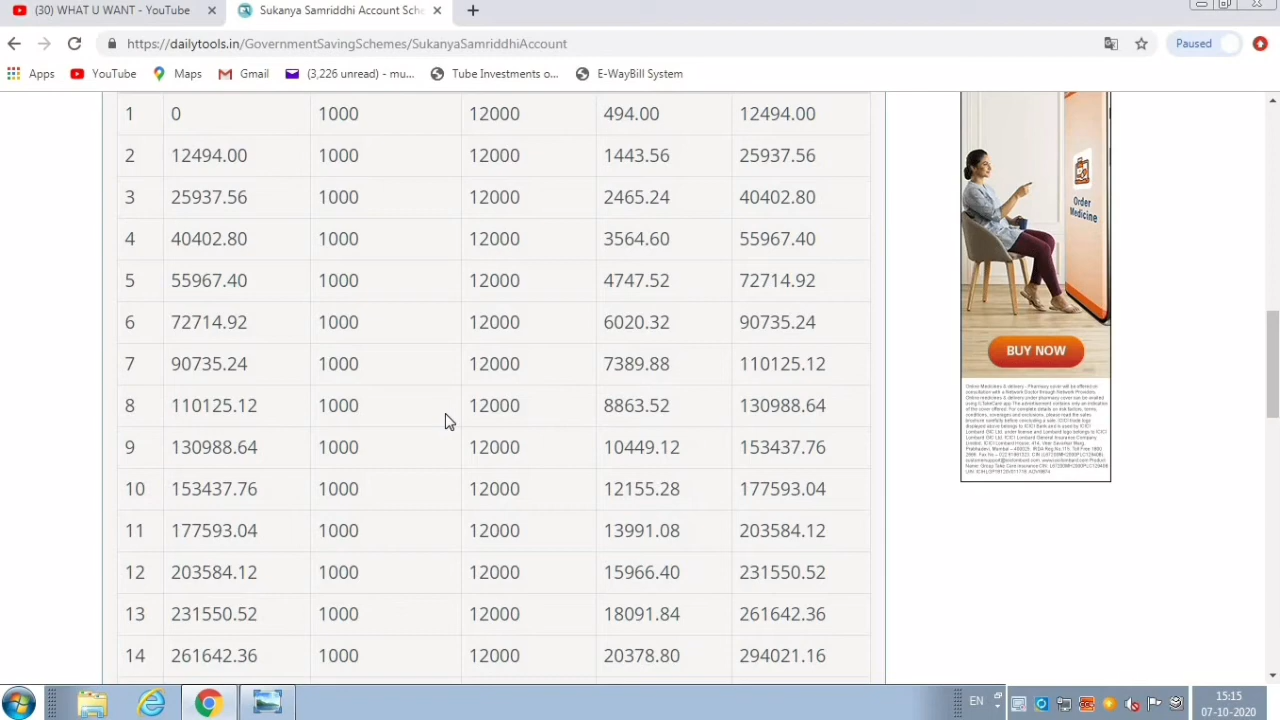 (30) WHAT U WANT - YouTube
Sukanya Samriddhi Account Sche
https://dailytools.in/GovernmentSavingSchemes/SukanyaSamriddhiAccount
Paused
Apps YouTube Maps Gmail (3,226 unread) - mu... Tube Investments o... E-WayBill System
1 0 1000 12000 494.00 12494.00
2 12494.00 1000 12000 1443.56 25937.56
3 25937.56 1000 12000 2465.24 40402.80
4 40402.80 1000 12000 3564.60 55967.40
5 55967.40 1000 12000 4747.52 72714.92
6 72714.92 1000 12000 6020.32 90735.24
7 90735.24 1000 12000 7389.88 110125.12
8 110125.12 1000 12000 8863.52 130988.64
9 130988.64 1000 12000 10449.12 153437.76
10 153437.76 1000 12000 12155.28 177593.04
11 177593.04 1000 12000 13991.08 203584.12
12 203584.12 1000 12000 15966.40 231550.52
13 231550.52 1000 12000 18091.84 261642.36
14 261642.36 1000 12000 20378.80 294021.16
Order
Medicine
BUY NOW
EN
15:15
07-10-2020